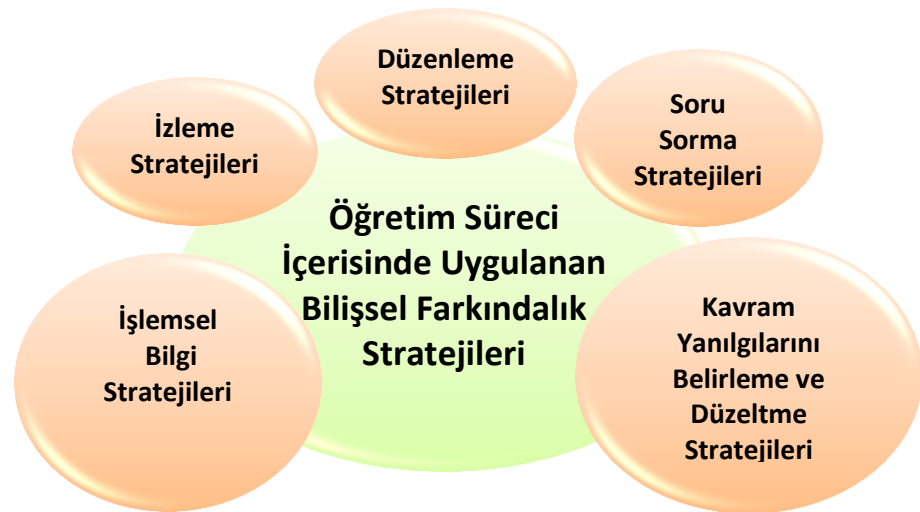 Düzenleme
Stratejileri
İzleme
Stratejileri
Soru
Sorma
Stratejileri
Öğretim Süreci
İçerisinde Uygulanan
Bilişsel Farkındalık
Stratejileri
İşlemsel
Bilgi
Stratejileri
Kavram
Yanılgılarını
Belirleme ve
Düzeltme
Stratejileri